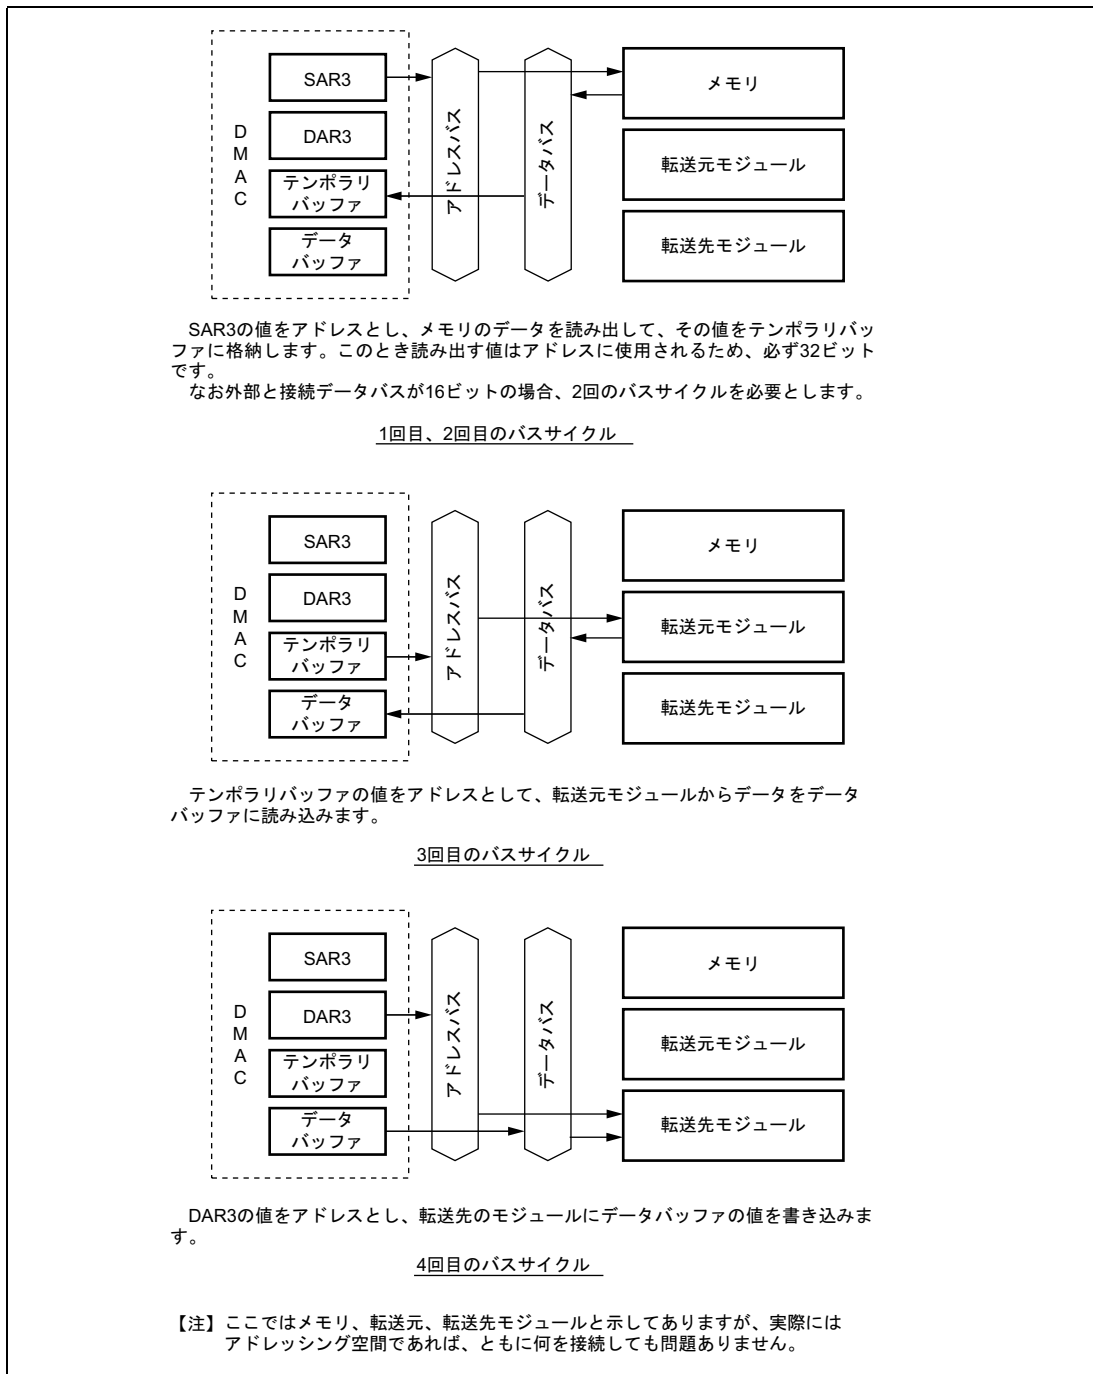 DMAC
SAR3
DAR3
テンポラリ
バッファ
データ
バッファ
アドレスバス
データバス
メモリ
転送元モジュール
転送先モジュール
SAR3の値をアドレスとし、メモリのデータを読み出して、その値をテンポラリバッ
ファに格納します。このとき読み出す値はアドレスに使用されるため、必ず32ビット
です。
なお外部と接続データバスが16ビットの場合、2回のバスサイクルを必要とします。
1回目、2回目のバスサイクル
DMAC
SAR3
DAR3
テンポラリ
バッファ
データ
バッファ
アドレスバス
データバス
メモリ
転送元モジュール
転送先モジュール
テンポラリバッファの値をアドレスとして、転送元モジュールからデータをデータ
バッファに読み込みます。
3回目のバスサイクル
DMAC
SAR3
DAR3
テンポラリ
バッファ
データ
バッファ
アドレスバス
データバス
メモリ
転送元モジュール
転送先モジュール
DAR3の値をアドレスとし、転送先のモジュールにデータバッファの値を書き込みま
す。
4回目のバスサイクル
【注】ここではメモリ、転送元、転送先モジュールと示してありますが、実際には
アドレッシング空間であれば、ともに何を接続しても問題ありません。